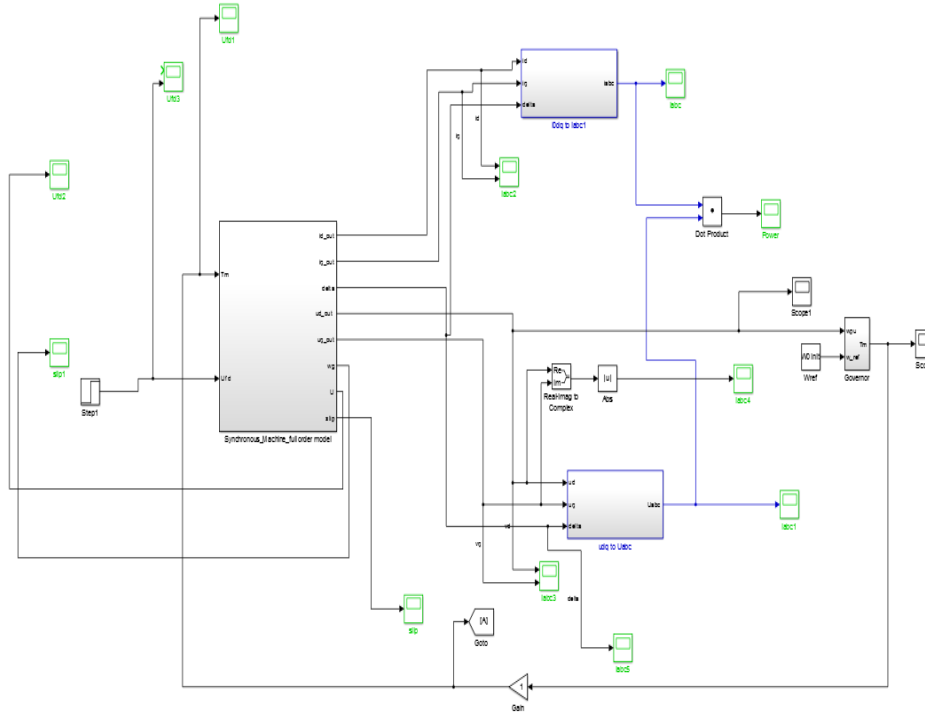 Ufd1
Ufd3
Ufd2
id
iq
delta
Iabc
0dq to Iabc1
Iabc
id
iq
Iabc2
Dot Product
Power
id_out
iq_out
delta
ud_out
uq_out
wg
U
slip
Tm
Ufd
Synchronous_Machine_full order model
slip1
Step1
Scope1
wpu
w_ref
Tm
Governor
W0 init
Wref
Re
Im
Real-Imag to
Complex
|u|
Abs
Iabc4
ud
uq
delta
Uabc
udq to Uabc
Iabc1
vd
vq
Iabc3
delta
slip
[A]
Goto
Iabc5
1
Gain